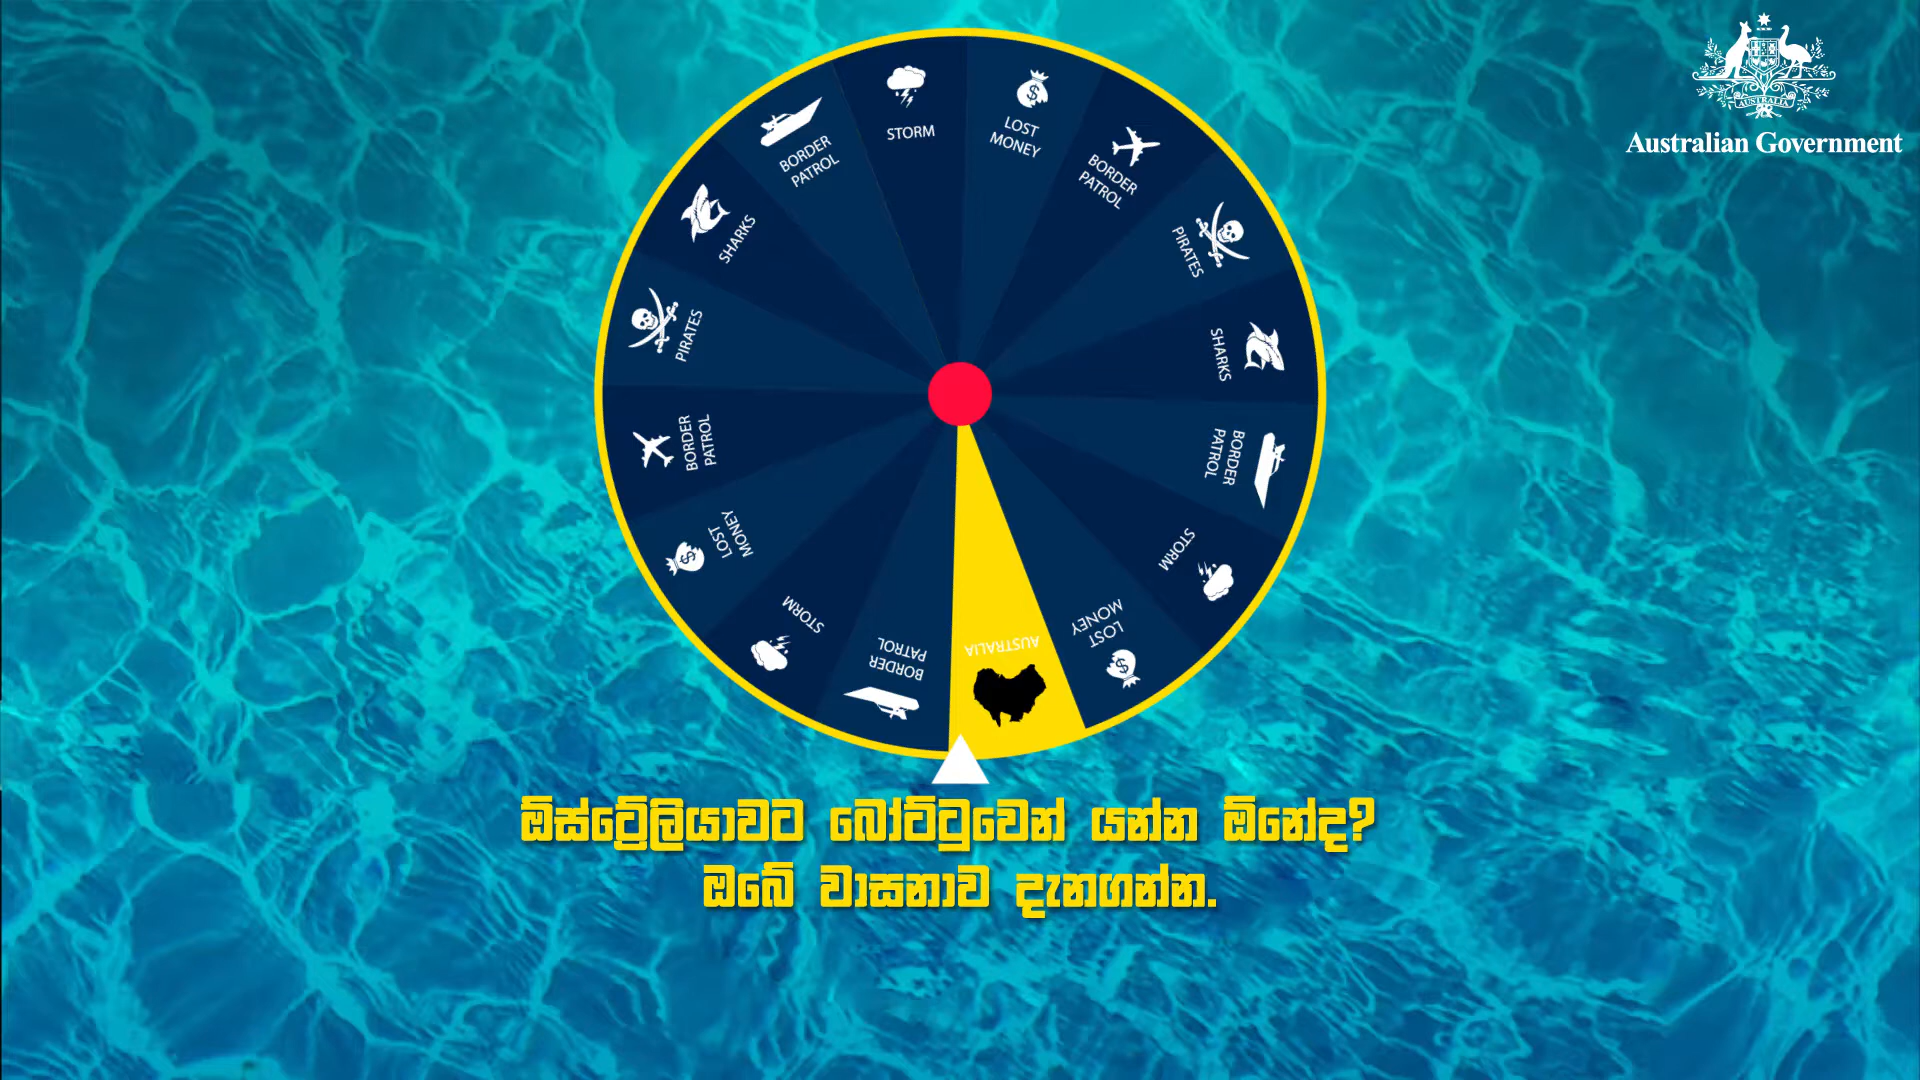 STORM
LOST
MONEY
BORDER
PATROL
PIRATES
SHARKS
BORDER
PATROL
STORM
LOST
MONEY
AUSTRALIA
BORDER
PATROL
STORM
LOST
MONEY
BORDER
PATROL
PIRATES
SHARKS
BORDER
PATROL
AUSTRALIA
Australian Government
ඕස්ට්‍රේලියාවට බෝට්ටුවෙන් යන්න ඕනේද?
ඔබේ වාසනාව දැනගන්න.